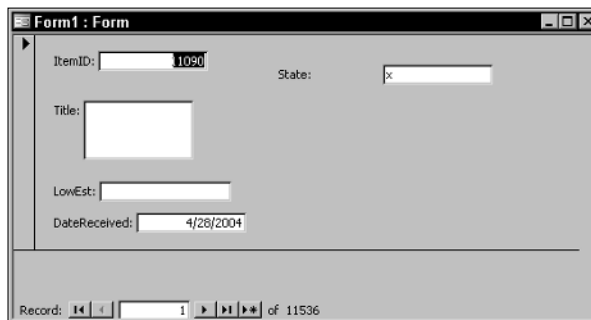 Form1 : Form
ItemID: 1090
State: x
Title:
LowEst:
DateReceived: 4/28/2004
Record: 1 of 11536